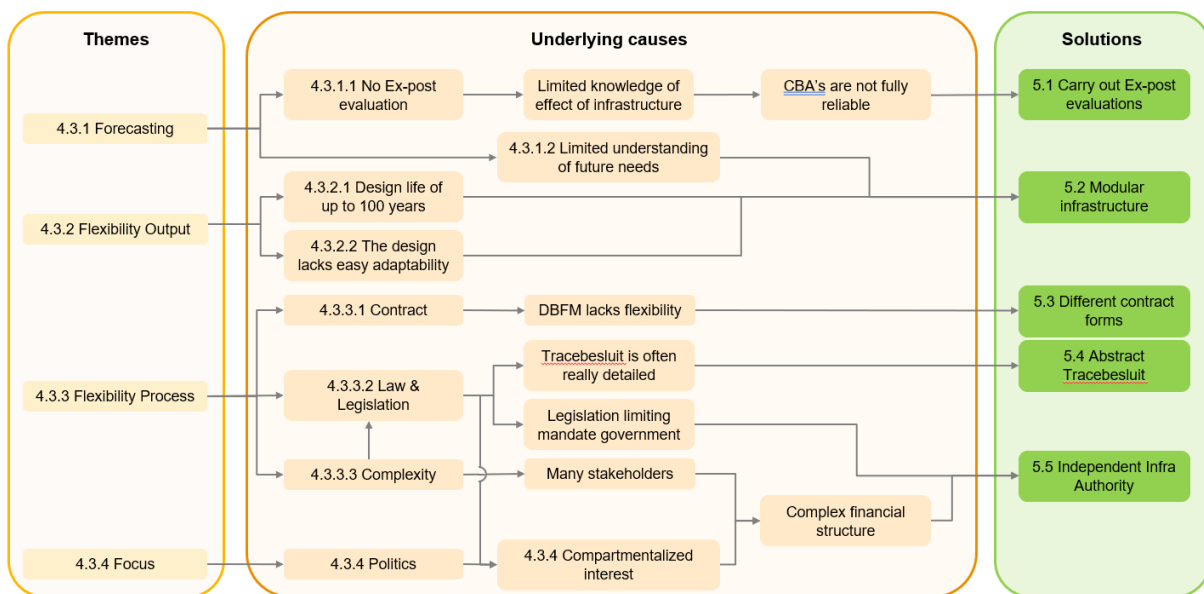 Themes
Underlying causes
Solutions
4.3.1 Forecasting
4.3.1.1 No Ex-post
evaluation
Limited knowledge of
effect of infrastructure
CBA's are not fully
reliable
5.1 Carry out Ex-post
evaluations
4.3.1.2 Limited understanding
of future needs
4.3.2 Flexibility Output
4.3.2.1 Design life of
up to 100 years
5.2 Modular
infrastructure
4.3.2.2 The design
lacks easy adaptability
4.3.3.1 Contract
DBFM lacks flexibility
5.3 Different contract
forms
4.3.3 Flexibility Process
4.3.3.2 Law &
Legislation
Tracebesluit is often
really detailed
5.4 Abstract
Tracebesluit
Legislation limiting
mandate government
4.3.3.3 Complexity
Many stakeholders
5.5 Independent Infra
Authority
Complex financial
structure
4.3.4 Focus
4.3.4 Politics
4.3.4 Compartmentalized
interest